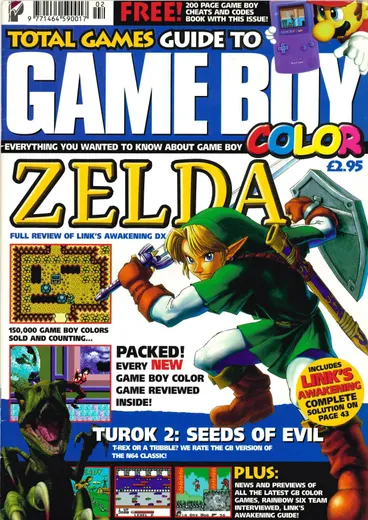 02
9 771464 590017
FREE!
200 PAGE GAME BOY
CHEATS AND CODES
BOOK WITH THIS ISSUE!
TOTAL GAMES GUIDE TO
GAME BOY
COLOR
EVERYTHING YOU WANTED TO KNOW ABOUT GAME BOY
£2.95
ZELDA
FULL REVIEW OF LINK'S AWAKENING DX
150,000 GAME BOY COLORS
SOLD AND COUNTING...
PACKED!
EVERY NEW
GAME BOY COLOR
GAME REVIEWED
INSIDE!
INCLUDES
LINK'S
AWAKENING
COMPLETE
SOLUTION ON
PAGE 43
TUROK 2: SEEDS OF EVIL
T-REX OR A TRIBBLE? WE RATE THE GB VERSION OF
THE N64 CLASSIC!
PLUS:
NEWS AND PREVIEWS OF
ALL THE LATEST GB COLOR
GAMES, RAINBOW SIX TEAM
INTERVIEWED, LINK'S
AWAKENING GUIDE!